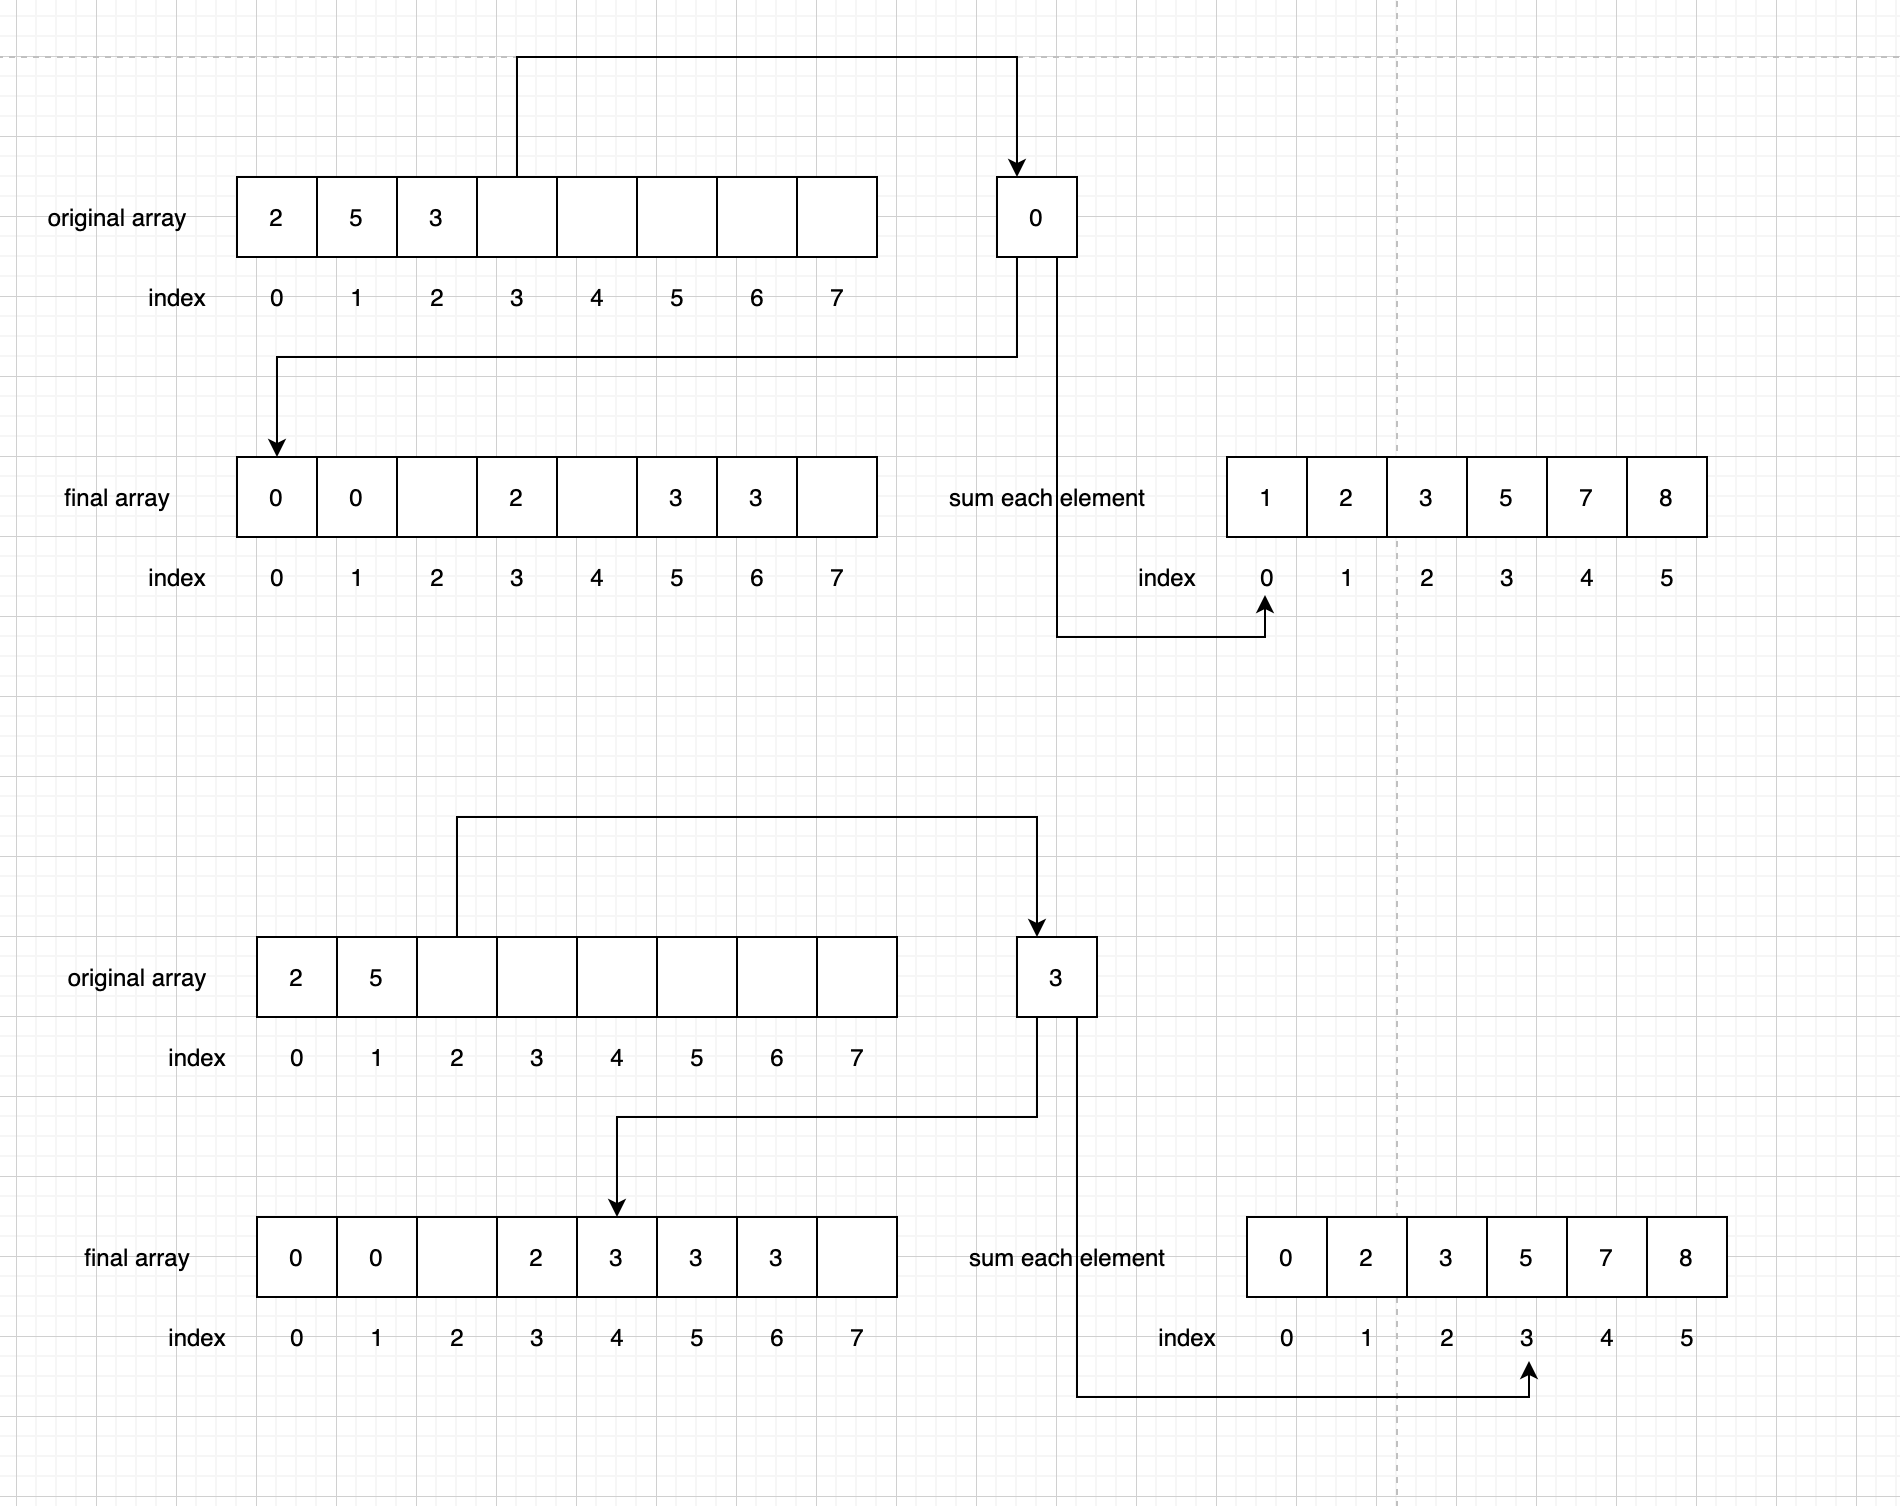 original array 2 5 3 0
index 0 1 2 3 4 5 6 7
final array 0 0 2 3 3 sum each element 1 2 3 5 7 8
index 0 1 2 3 4 5 6 7 index 0 1 2 3 4 5
original array 2 5 3
index 0 1 2 3 4 5 6 7
final array 0 0 2 3 3 3 sum each element 0 2 3 5 7 8
index 0 1 2 3 4 5 6 7 index 0 1 2 3 4 5